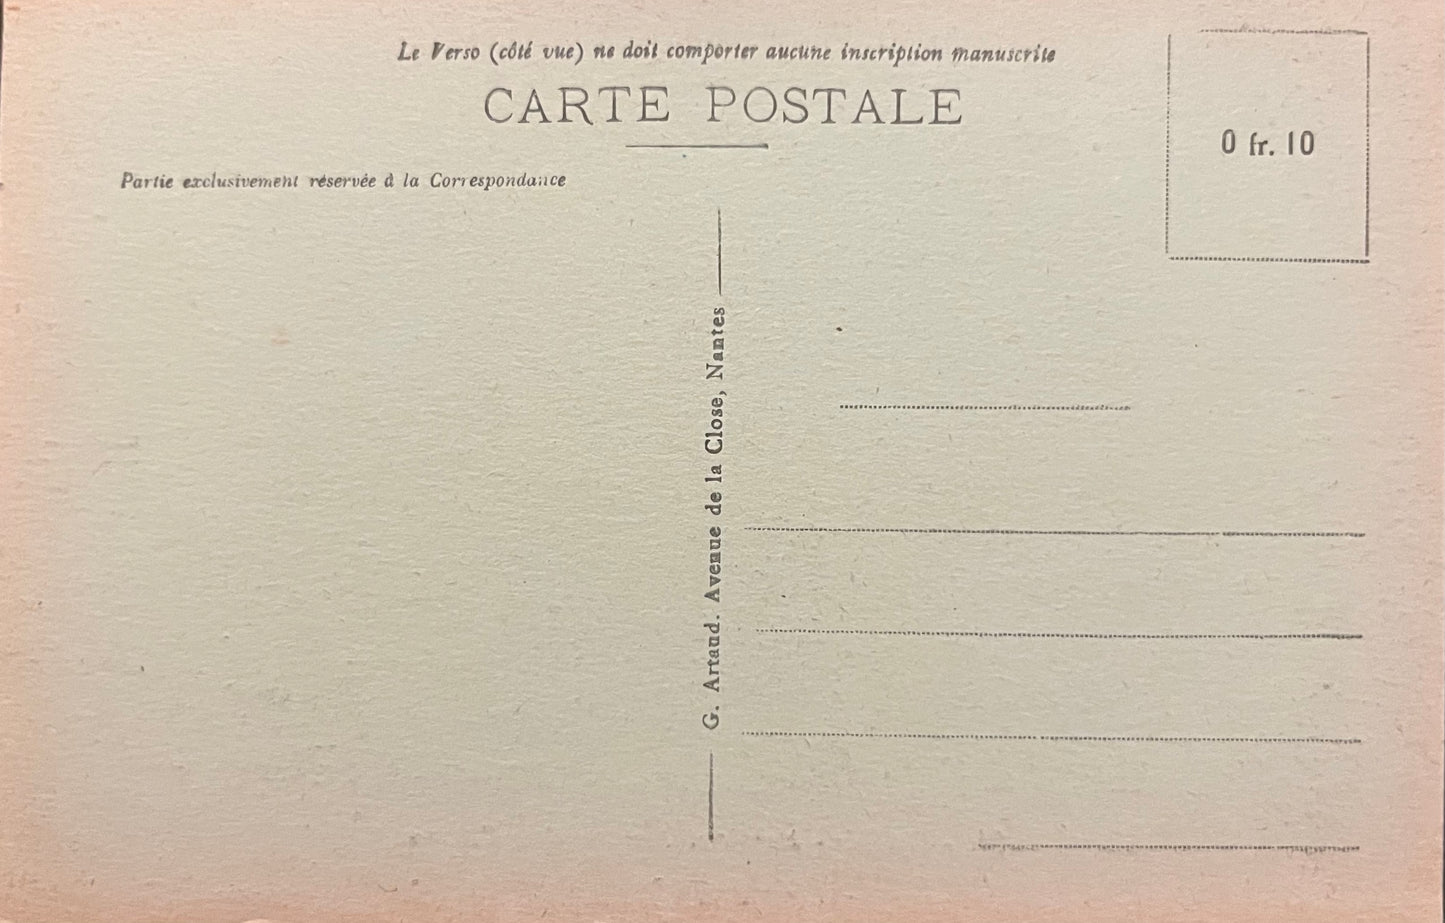 Le Verso (côté vue) ne doit comporter aucune inscription manuscrite
CARTE POSTALE
0 fr. 10
Partie exclusivement réservée à la Correspondance
G. Artaud. Avenue de la Close, Nantes